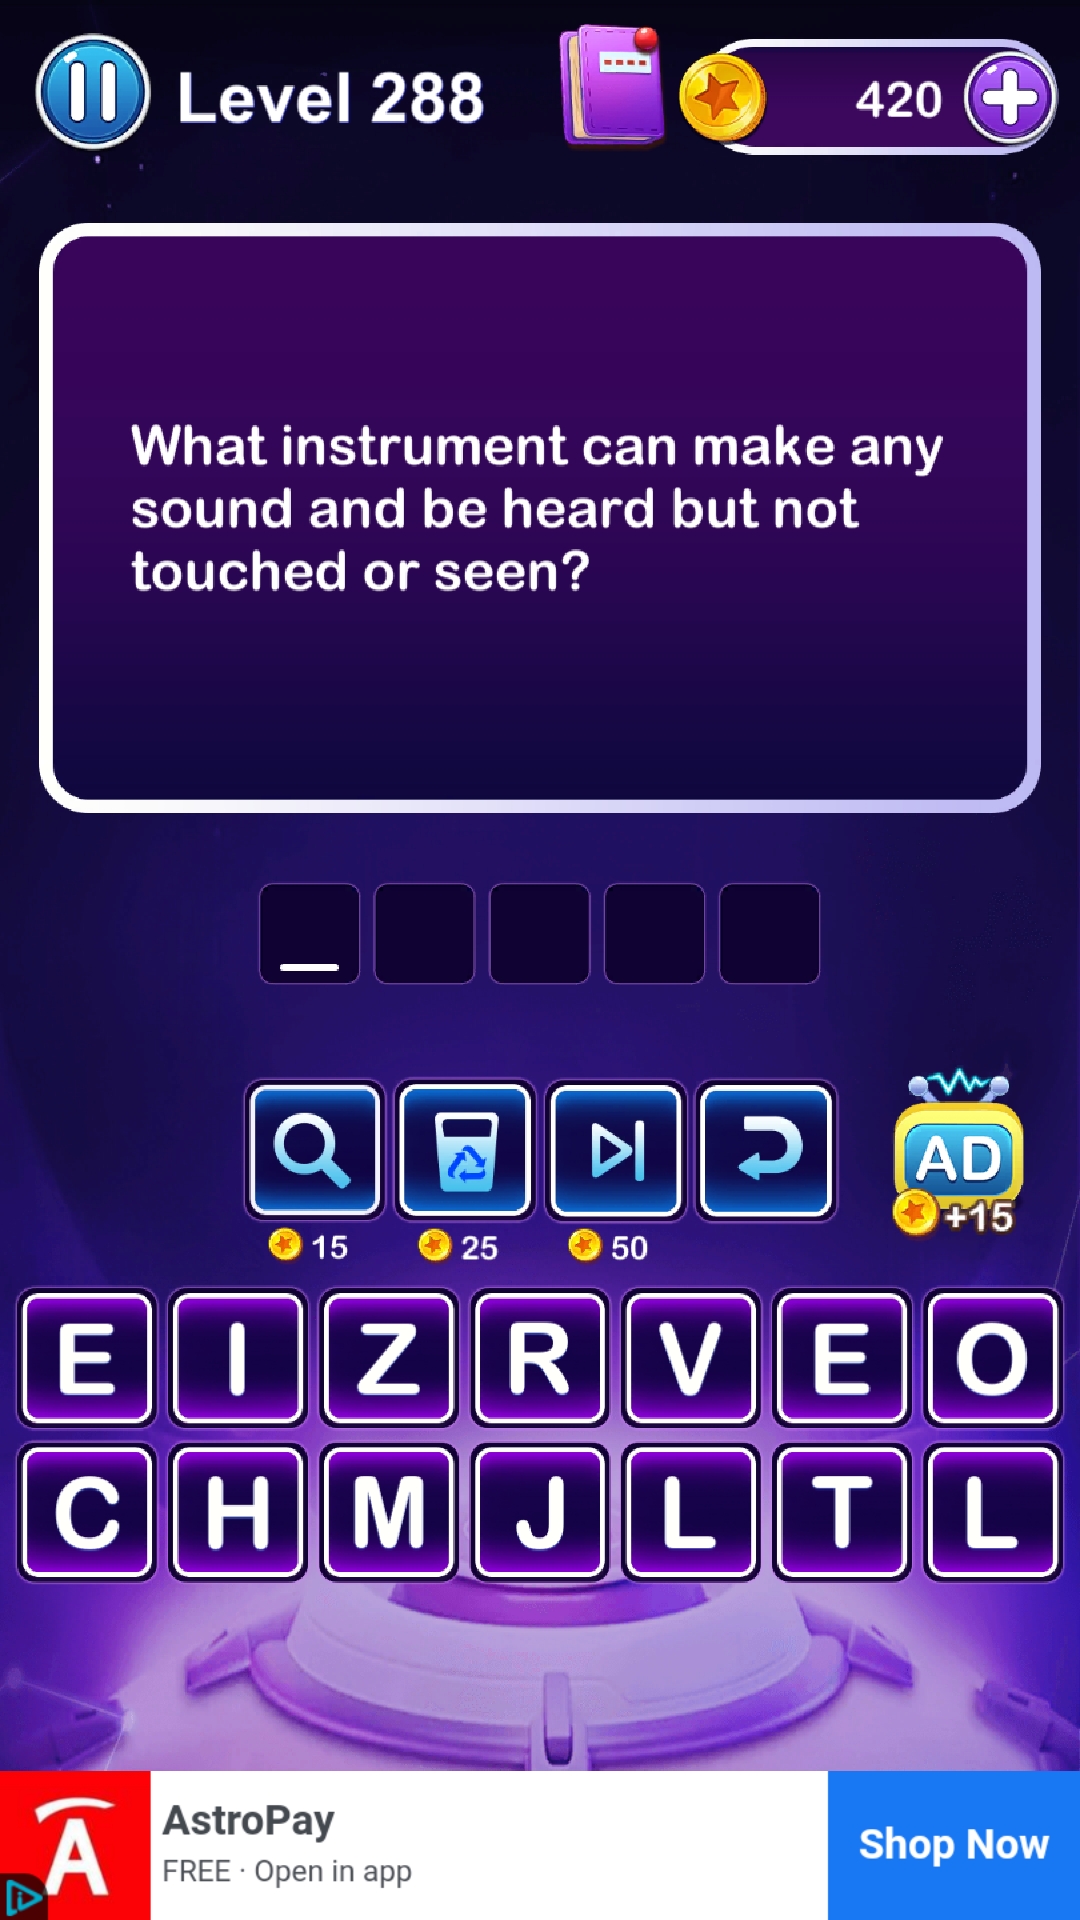 Level 288
420
What instrument can make any
sound and be heard but not
touched or seen?
AD
+15
15 25 50
E I Z R V E O
C H M J L T L
A
AstroPay
FREE · Open in app
Shop Now